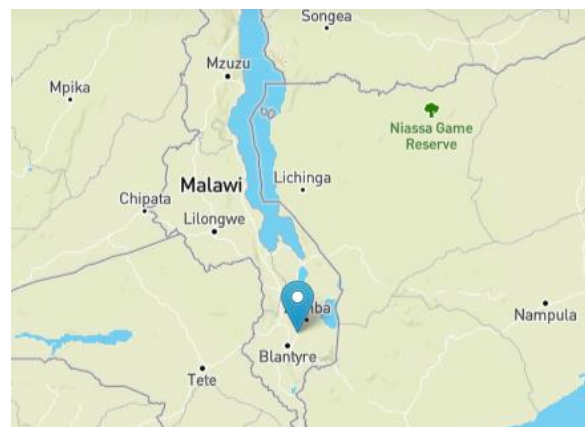 Songea
Mzuzu
Mpika
Niassa Game
Reserve
Malawi
Lichinga
Chipata
Lilongwe
Nampula
Blantyre
Tete